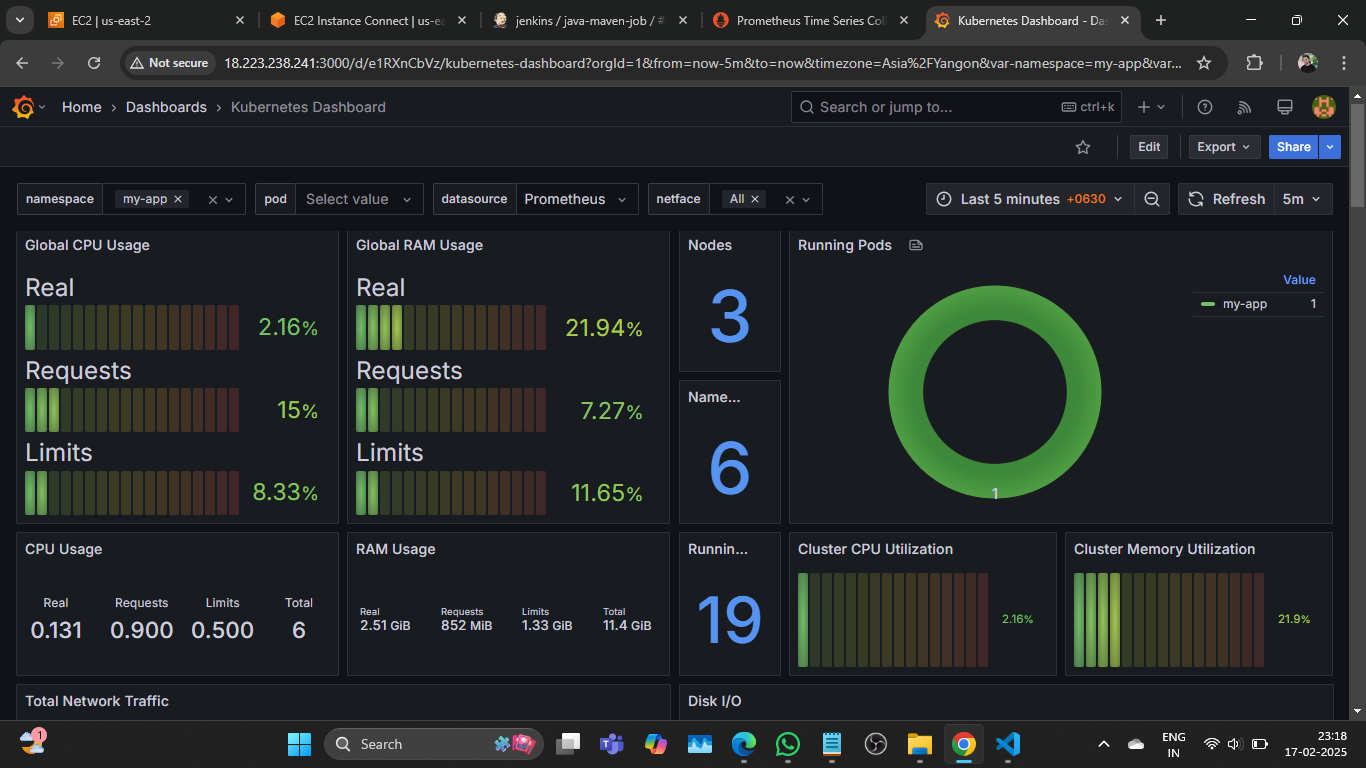 EC2 | us-east-2
EC2 Instance Connect | us-ea
jenkins / java-maven-job / #
Prometheus Time Series Coll
Kubernetes Dashboard - Das
Not secure
18.223.238.241:3000/d/e1RXnCbVz/kubernetes-dashboard?orgId=1&from=now-5m&to=now&timezone=Asia%2FYangon&var-namespace=my-app&var...
Home › Dashboards › Kubernetes Dashboard
Search or jump to...
ctrl+k
Edit
Export
Share
namespace
my-app
pod
Select value
datasource
Prometheus
netface
All
Last 5 minutes +0630
Refresh
5m
Global CPU Usage
Real
2.16%
Requests
15%
Limits
8.33%
Global RAM Usage
Real
21.94%
Requests
7.27%
Limits
11.65%
Nodes
3
Name...
6
Running Pods
Value
my-app 1
1
CPU Usage
Real Requests Limits Total
0.131 0.900 0.500 6
RAM Usage
Real Requests Limits Total
2.51 GiB 852 MiB 1.33 GiB 11.4 GiB
Runnin...
19
Cluster CPU Utilization
2.16%
Cluster Memory Utilization
21.9%
Total Network Traffic
Disk I/O
1
Search
ENG
IN
23:18
17-02-2025